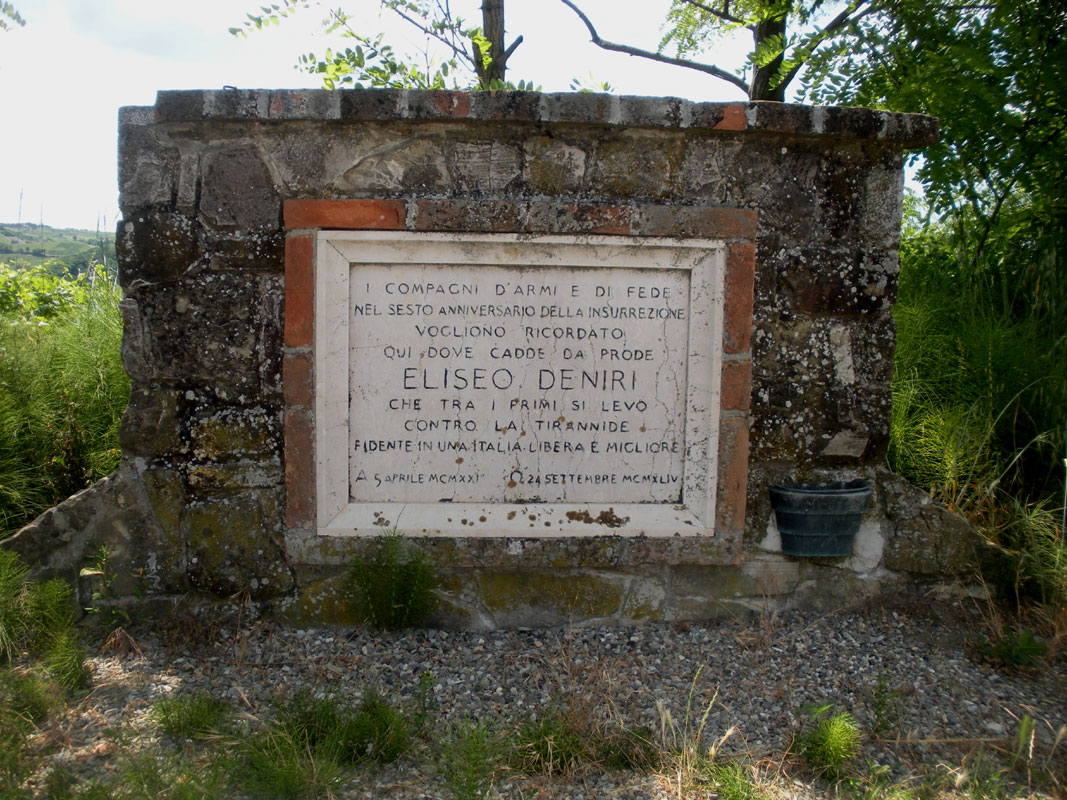 I COMPAGNI D'ARMI E DI FEDE
NEL SESTO ANNIVERSARIO DELLA INSURREZIONE
VOGLIONO RICORDATO
QUI DOVE CADDE DA PRODE
ELISEO DENIRI
CHE TRA I PRIMI SI LEVO
CONTRO LA TIRANNIDE
FIDENTE IN UNA ITALIA LIBERA E MIGLIORE
5 APRILE MCMXXI 24 SETTEMBRE MCMXLIV